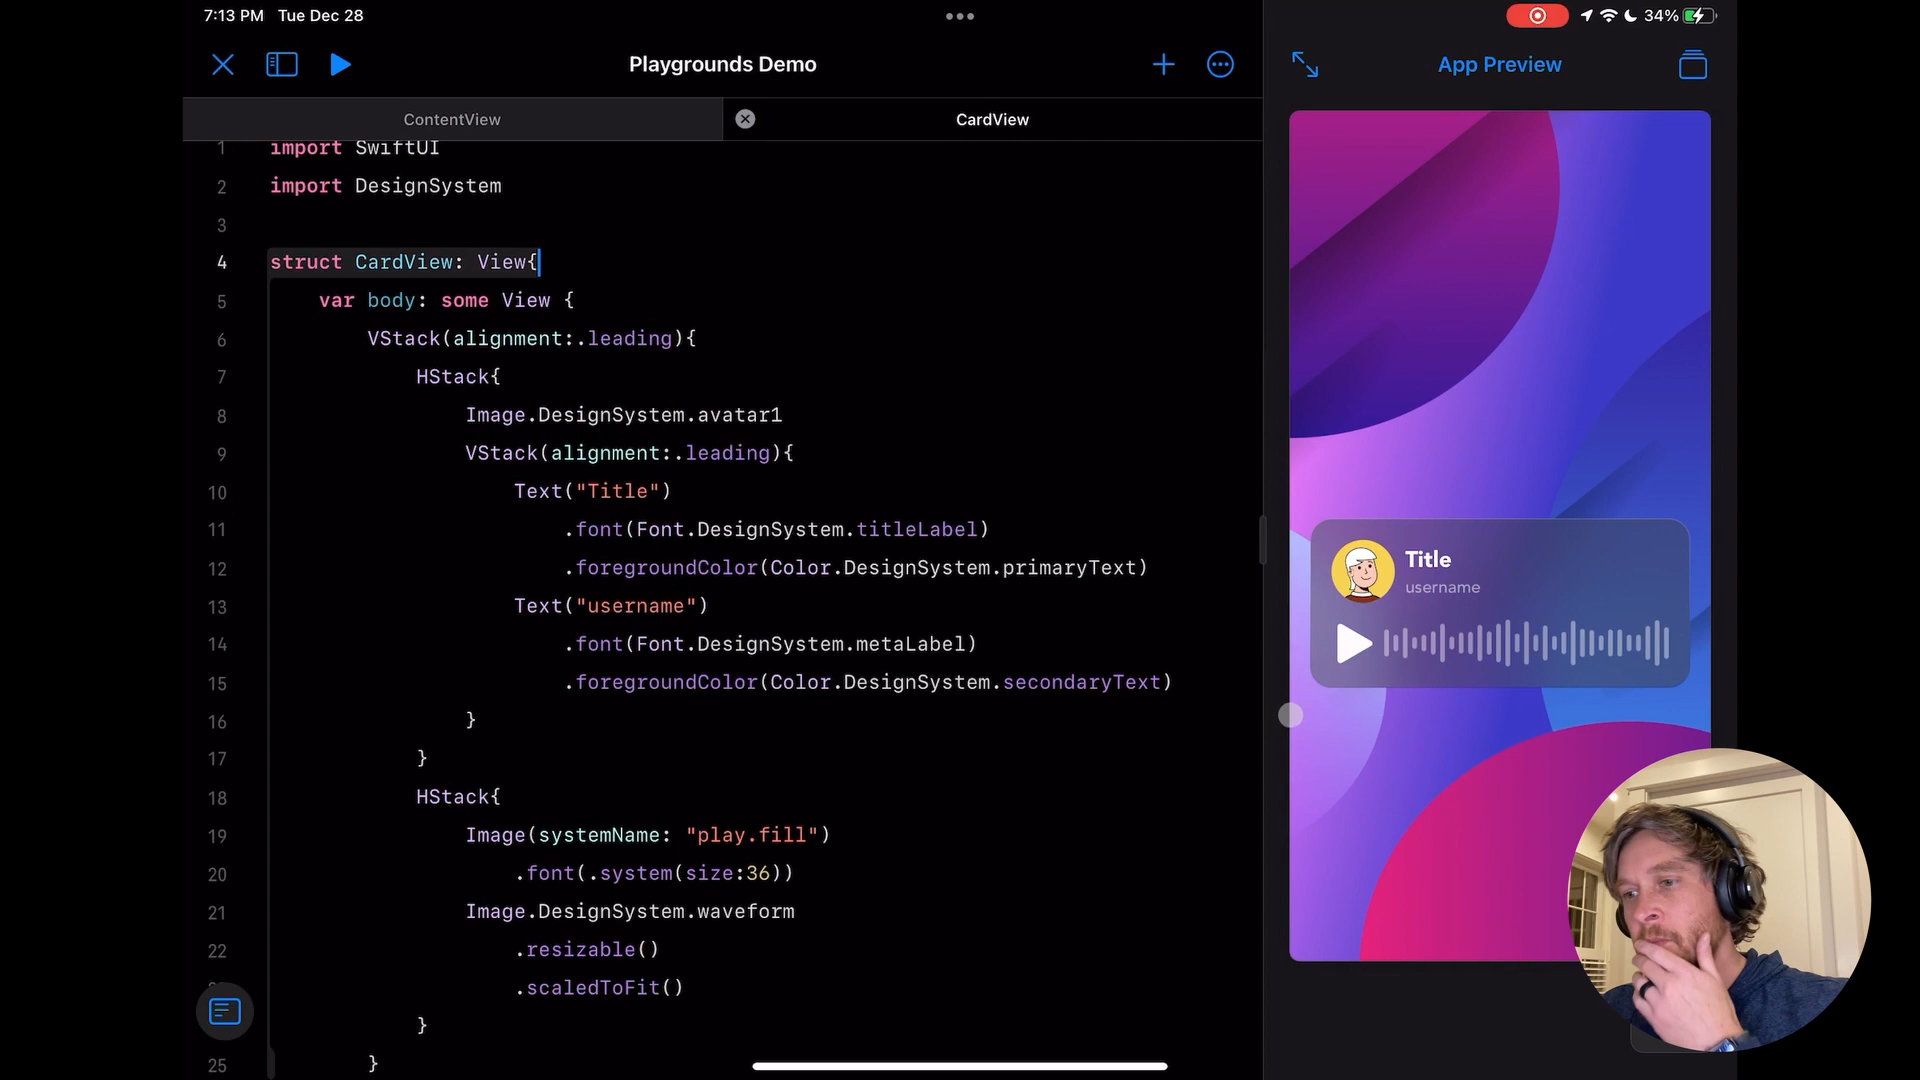 7:13 PM Tue Dec 28
34%
Playgrounds Demo
App Preview
ContentView
CardView
1 import SwiftUI
2 import DesignSystem
3
4 struct CardView: View{
5 var body: some View {
6 VStack(alignment:.leading){
7 HStack{
8 Image.DesignSystem.avatar1
9 VStack(alignment:.leading){
10 Text("Title")
11 .font(Font.DesignSystem.titleLabel)
12 .foregroundColor(Color.DesignSystem.primaryText)
13 Text("username")
14 .font(Font.DesignSystem.metaLabel)
15 .foregroundColor(Color.DesignSystem.secondaryText)
16 }
17 }
18 HStack{
19 Image(systemName: "play.fill")
20 .font(.system(size:36))
21 Image.DesignSystem.waveform
22 .resizable()
.scaledToFit()
}
25 }
Title
username